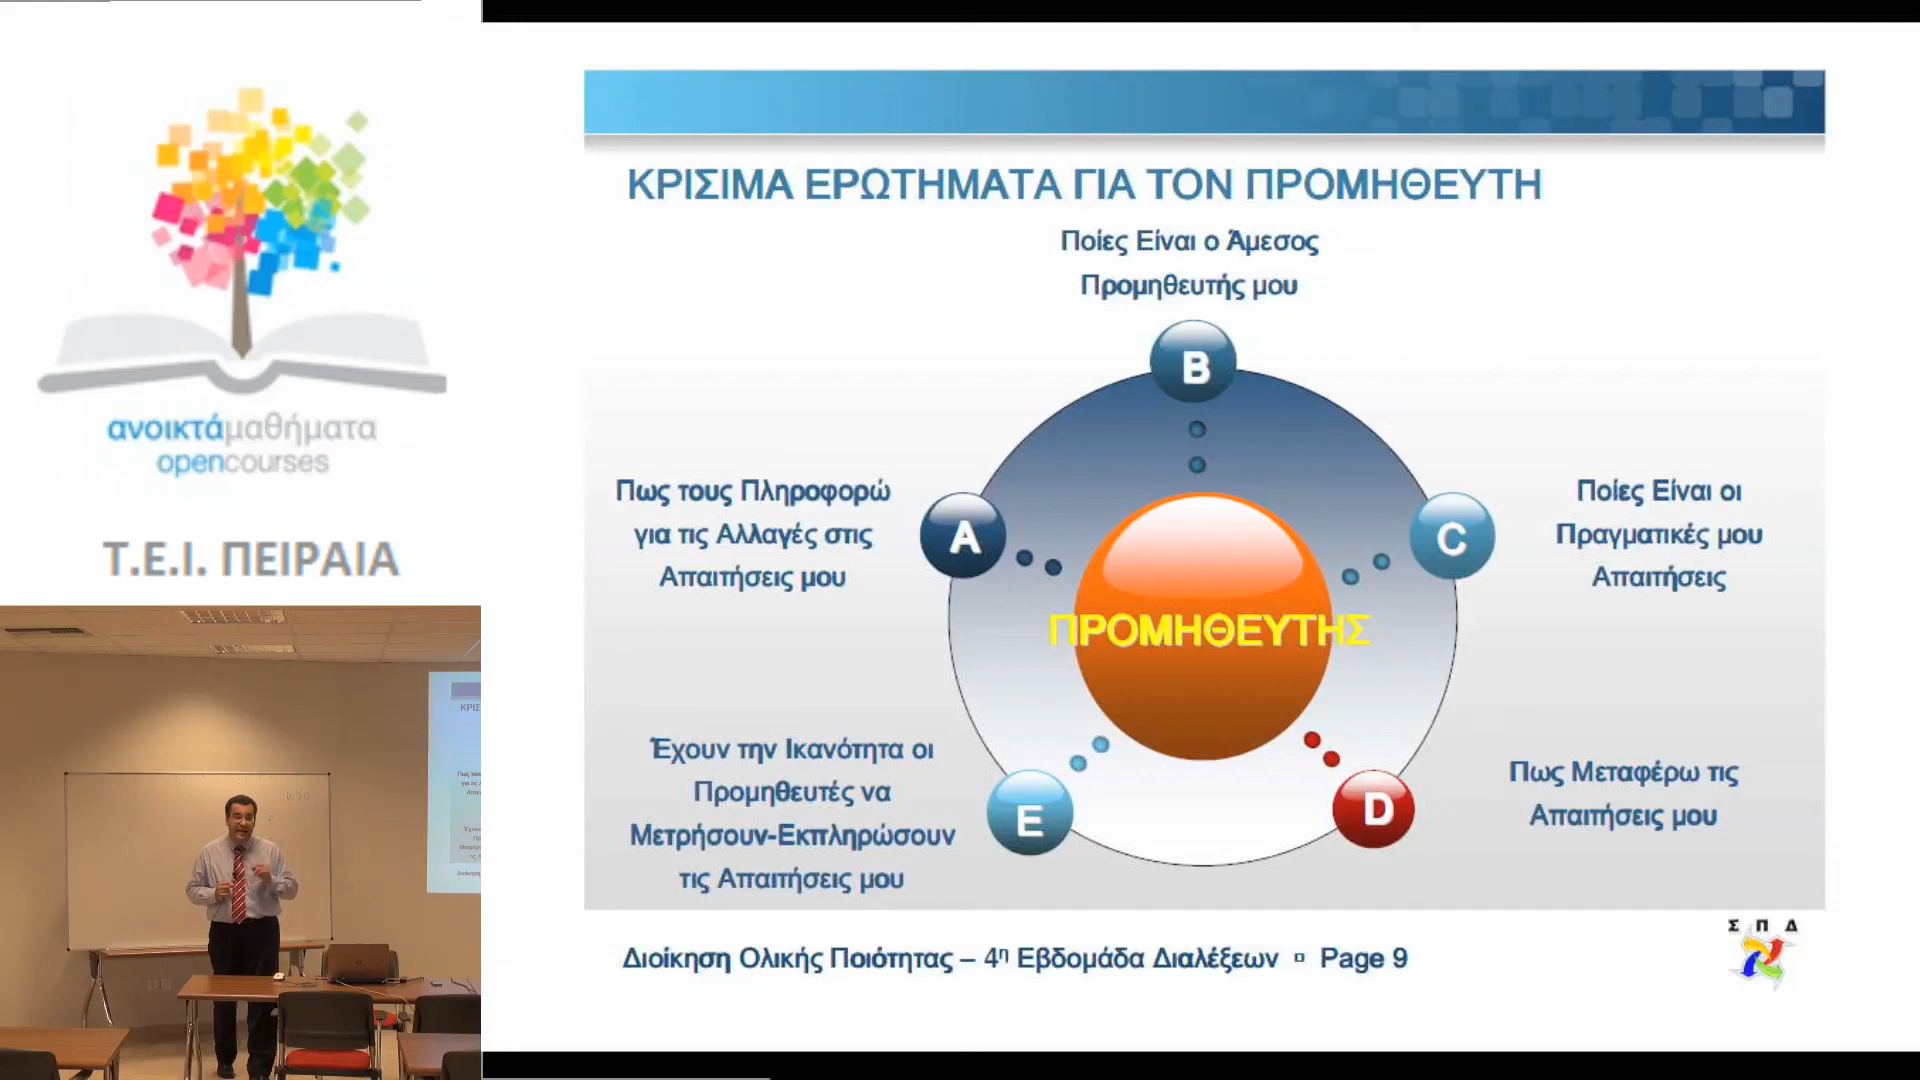 ανοικτάμαθήματα
opencourses
Τ.Ε.Ι. ΠΕΙΡΑΙΑ
ΚΡΙΣΙΜΑ ΕΡΩΤΗΜΑΤΑ ΓΙΑ ΤΟΝ ΠΡΟΜΗΘΕΥΤΗ
Ποίες Είναι ο Άμεσος
Προμηθευτής μου
B
Πως τους Πληροφορώ
για τις Αλλαγές στις
Απαιτήσεις μου
A
C
Ποίες Είναι οι
Πραγματικές μου
Απαιτήσεις
ΠΡΟΜΗΘΕΥΤΗΣ
Έχουν την Ικανότητα οι
Προμηθευτές να
Μετρήσουν-Εκπληρώσουν
τις Απαιτήσεις μου
E
D
Πως Μεταφέρω τις
Απαιτήσεις μου
Διοίκηση Ολικής Ποιότητας – 4η Εβδομάδα Διαλέξεων ▫ Page 9
Σ Π Δ
ΚΡΙΣ